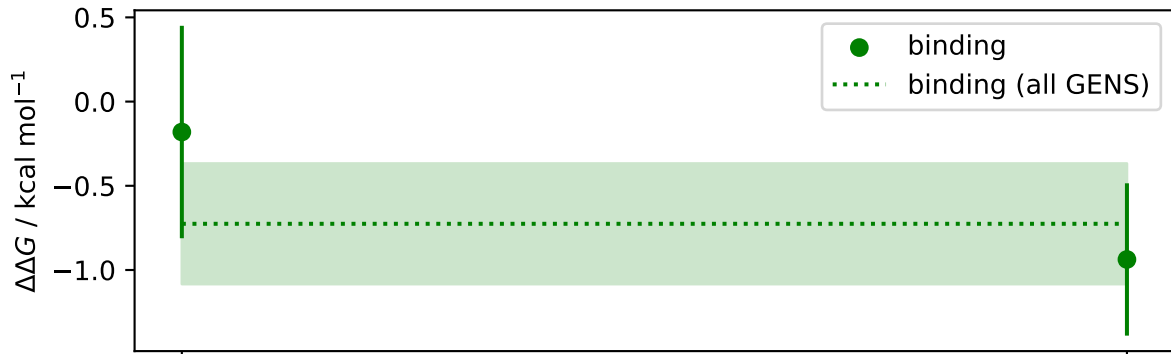 0.5
0.0
−0.5
−1.0
ΔΔG / kcal mol⁻¹
binding
binding (all GENS)